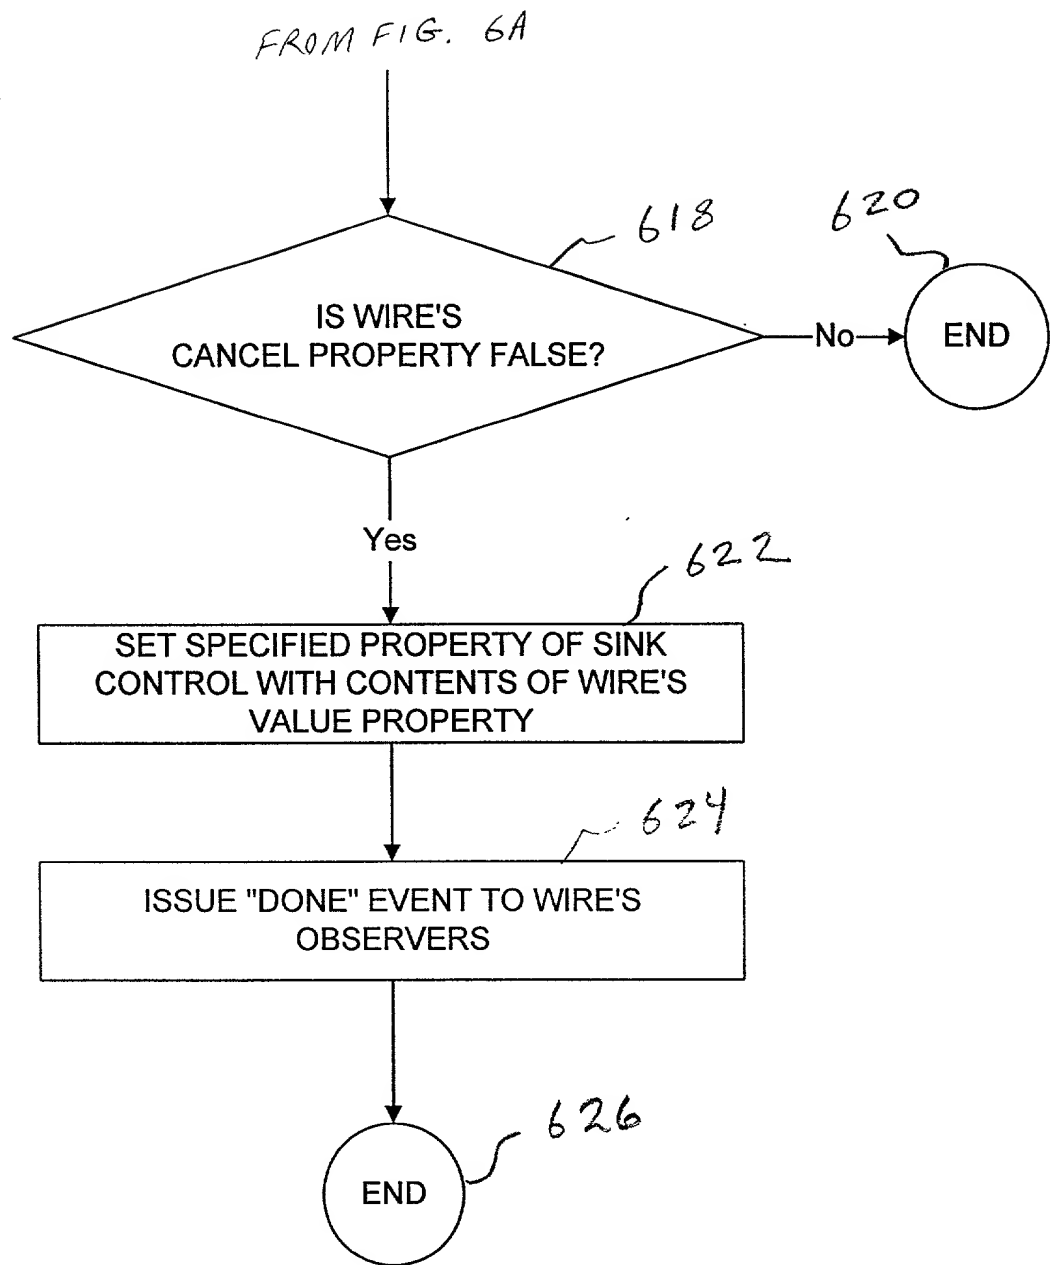 FROM FIG. 6A
618
620
IS WIRE'S
CANCEL PROPERTY FALSE?
No
END
Yes
622
SET SPECIFIED PROPERTY OF SINK
CONTROL WITH CONTENTS OF WIRE'S
VALUE PROPERTY
624
ISSUE "DONE" EVENT TO WIRE'S
OBSERVERS
626
END